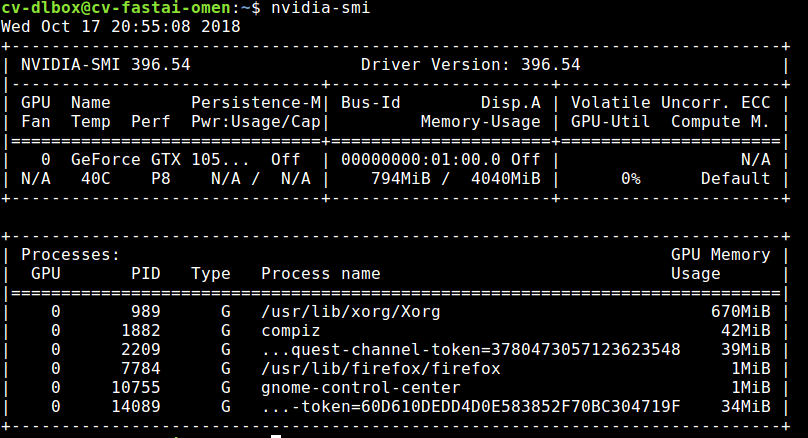 cv-dlbox@cv-fastai-omen:~$ nvidia-smi
Wed Oct 17 20:55:08 2018
+-----------------------------------------------------------------------------+
| NVIDIA-SMI 396.54                 Driver Version: 396.54                    |
|-------------------------------+----------------------+----------------------+
| GPU  Name        Persistence-M| Bus-Id        Disp.A | Volatile Uncorr. ECC |
| Fan  Temp  Perf  Pwr:Usage/Cap|         Memory-Usage | GPU-Util  Compute M. |
|===============================+======================+======================|
|   0  GeForce GTX 105...  Off  | 00000000:01:00.0 Off |                  N/A |
| N/A   40C    P8    N/A /  N/A |    794MiB /  4040MiB |      0%      Default |
+-------------------------------+----------------------+----------------------+
+-----------------------------------------------------------------------------+
| Processes:                                                       GPU Memory |
|  GPU       PID   Type   Process name                             Usage      |
|=============================================================================|
|    0       989      G   /usr/lib/xorg/Xorg                           670MiB |
|    0      1882      G   compiz                                        42MiB |
|    0      2209      G   ...quest-channel-token=3780473057123623548    39MiB |
|    0      7784      G   /usr/lib/firefox/firefox                       1MiB |
|    0     10755      G   gnome-control-center                           1MiB |
|    0     14089      G   ...-token=60D610DEDD4D0E583852F70BC304719F    34MiB |
+-----------------------------------------------------------------------------+